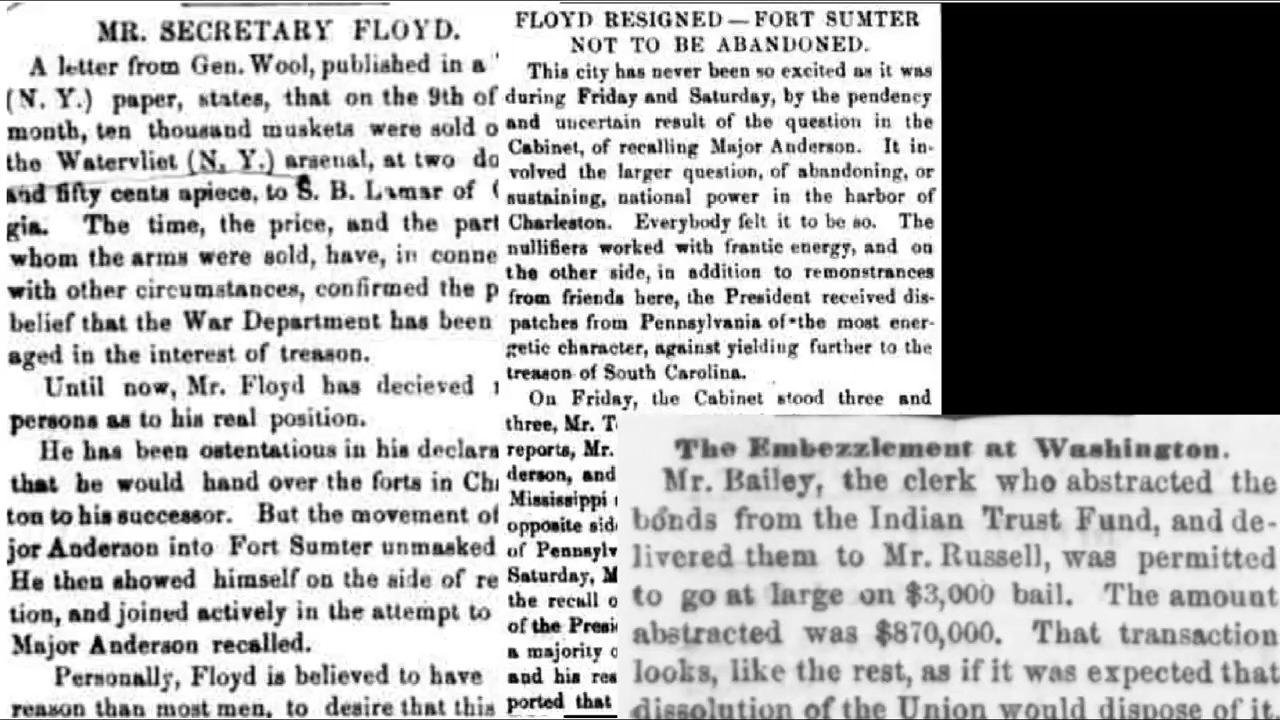 MR. SECRETARY FLOYD.
A letter from Gen. Wool, published in a
(N. Y.) paper, states, that on the 9th of
month, ten thousand muskets were sold o
the Watervliet (N. Y.) arsenal, at two do
and fifty cents apiece, to S. B. Lamar of
gia. The time, the price, and the part
whom the arms were sold, have, in conne
with other circumstances, confirmed the p
belief that the War Department has been
aged in the interest of treason.
Until now, Mr. Floyd has decieved
persons as to his real position.
He has been ostentatious in his declara
that he would hand over the forts in Cha
ton to his successor. But the movement of
jor Anderson into Fort Sumter unmasked
He then showed himself on the side of re
tion, and joined actively in the attempt to
Major Anderson recalled.
Personally, Floyd is believed to have
reason than most men, to desire that this
FLOYD RESIGNED—FORT SUMTER
NOT TO BE ABANDONED.
This city has never been so excited as it was
during Friday and Saturday, by the pendency
and uncertain result of the question in the
Cabinet, of recalling Major Anderson. It in-
volved the larger question, of abandoning, or
sustaining, national power in the harbor of
Charleston. Everybody felt it to be so. The
nullifiers worked with frantic energy, and on
the other side, in addition to remonstrances
from friends here, the President received dis-
patches from Pennsylvania of the most ener-
getic character, against yielding further to the
treason of South Carolina.
On Friday, the Cabinet stood three and
three, Mr. T
reports, Mr.
derson, and
Mississippi
opposite side
of Pennsylv
Saturday, M
the recall o
of the Presi
a majority o
and his res
ported that
The Embezzlement at Washington.
Mr. Bailey, the clerk who abstracted the
bonds from the Indian Trust Fund, and de-
livered them to Mr. Russell, was permitted
to go at large on $3,000 bail. The amount
abstracted was $870,000. That transaction
looks, like the rest, as if it was expected that
dissolution of the Union would dispose of it.